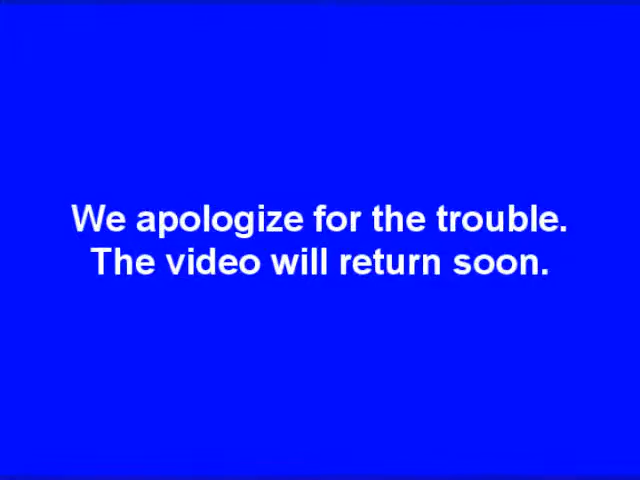 We apologize for the trouble.
The video will return soon.